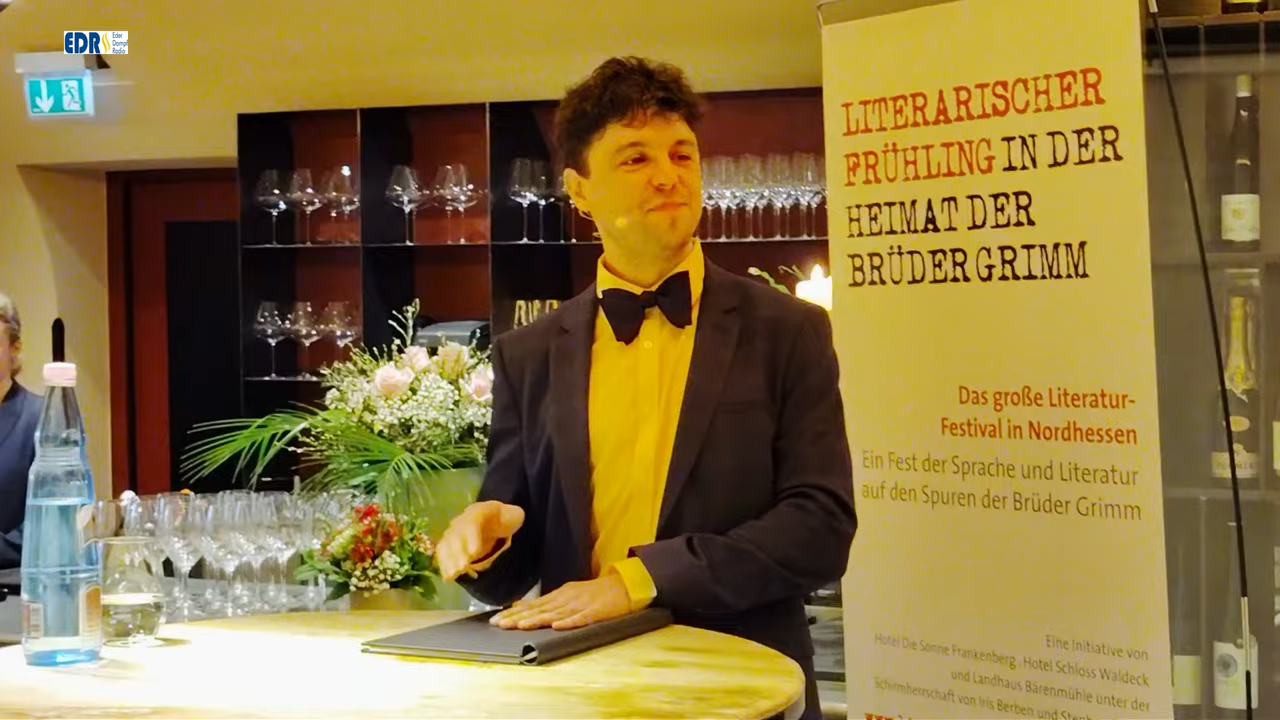 EDR Eder
Dampf
Radio
LITERARISCHER
FRÜHLING IN DER
HEIMAT DER
BRÜDER GRIMM
Das große Literatur-
Festival in Nordhessen
Ein Fest der Sprache und Literatur
auf den Spuren der Brüder Grimm
Eine Initiative von
Hotel Die Sonne Frankenberg, Hotel Schloss Waldeck
und Landhaus Bärenmühle unter der
Schirmherrschaft von Iris Berben und